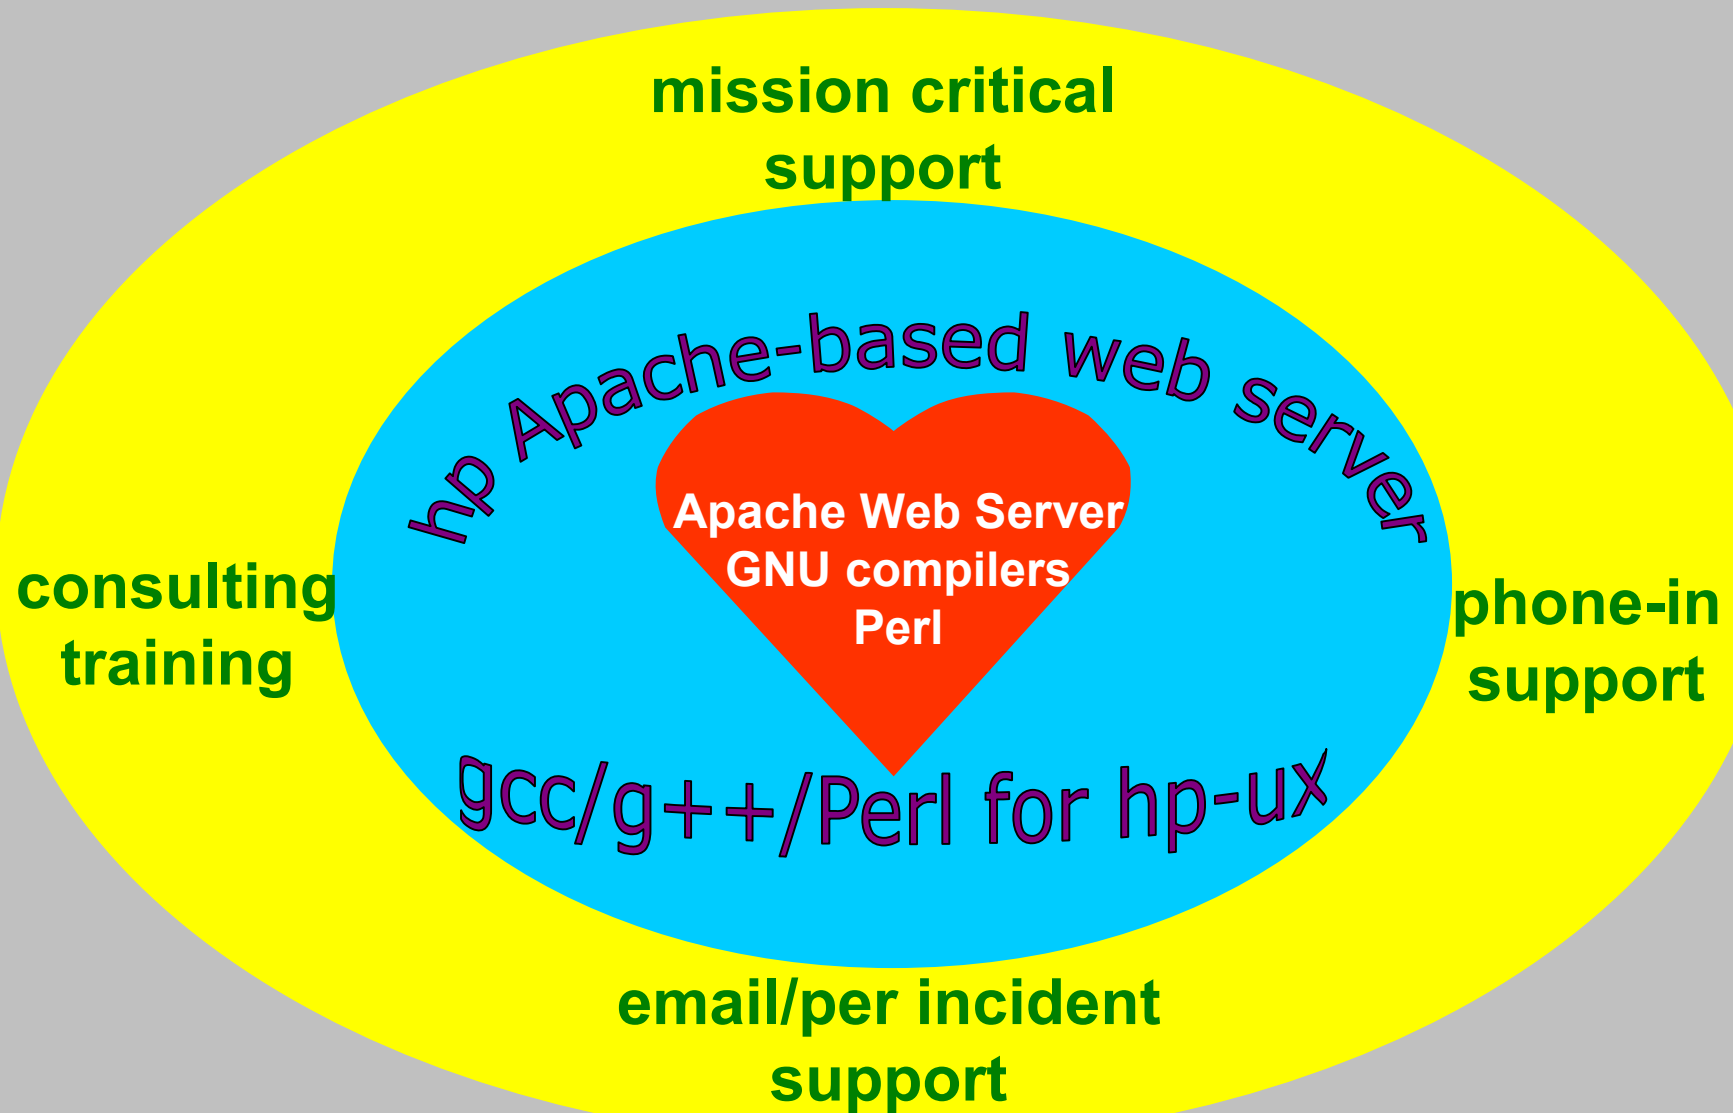 mission critical
support
hp Apache-based web server
Apache Web Server
GNU compilers
Perl
consulting
training
phone-in
support
gcc/g++/Perl for hp-ux
email/per incident
support